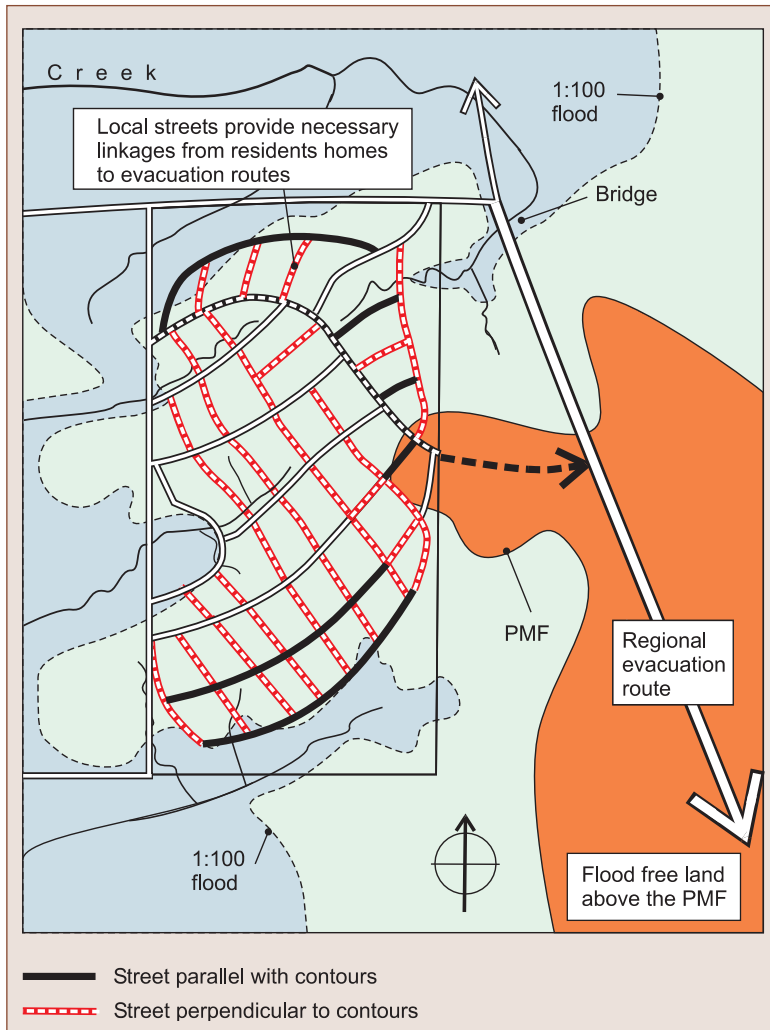 Creek
1:100
flood
Local streets provide necessary
linkages from residents homes
to evacuation routes
Bridge
PMF
Regional
evacuation
route
1:100
flood
Flood free land
above the PMF
Street parallel with contours
Street perpendicular to contours